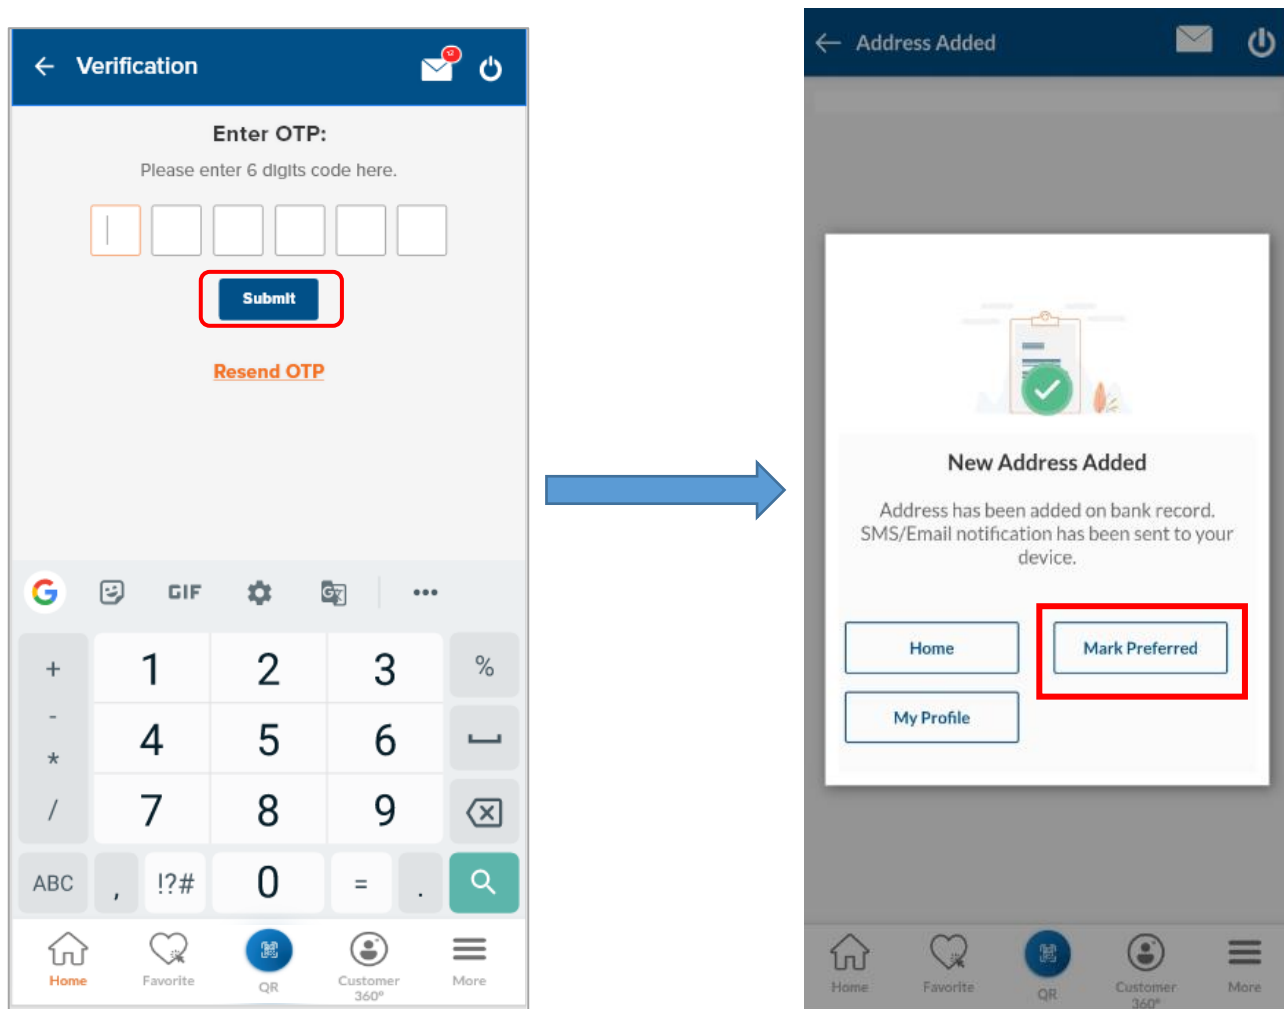 Verification
Enter OTP:
Please enter 6 digits code here.
Submit
Resend OTP
GIF
+ 1 2 3 %
- 4 5 6
*
/ 7 8 9
ABC , !?# 0 = .
Home Favorite QR Customer 360° More
Address Added
New Address Added
Address has been added on bank record.
SMS/Email notification has been sent to your
device.
Home Mark Preferred
My Profile
Home Favorite QR Customer 360° More